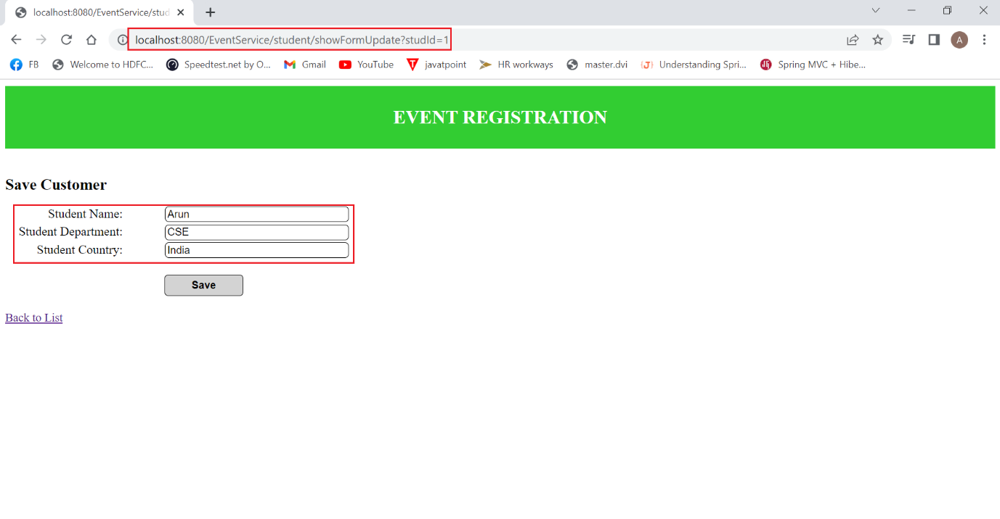 localhost:8080/EventService/stud
localhost:8080/EventService/student/showFormUpdate?studId=1
A
FB Welcome to HDFC... Speedtest.net by O... Gmail YouTube javatpoint HR workways master.dvi Understanding Spri... Spring MVC + Hibe...
EVENT REGISTRATION
Save Customer
Student Name: Arun
Student Department: CSE
Student Country: India
Save
Back to List